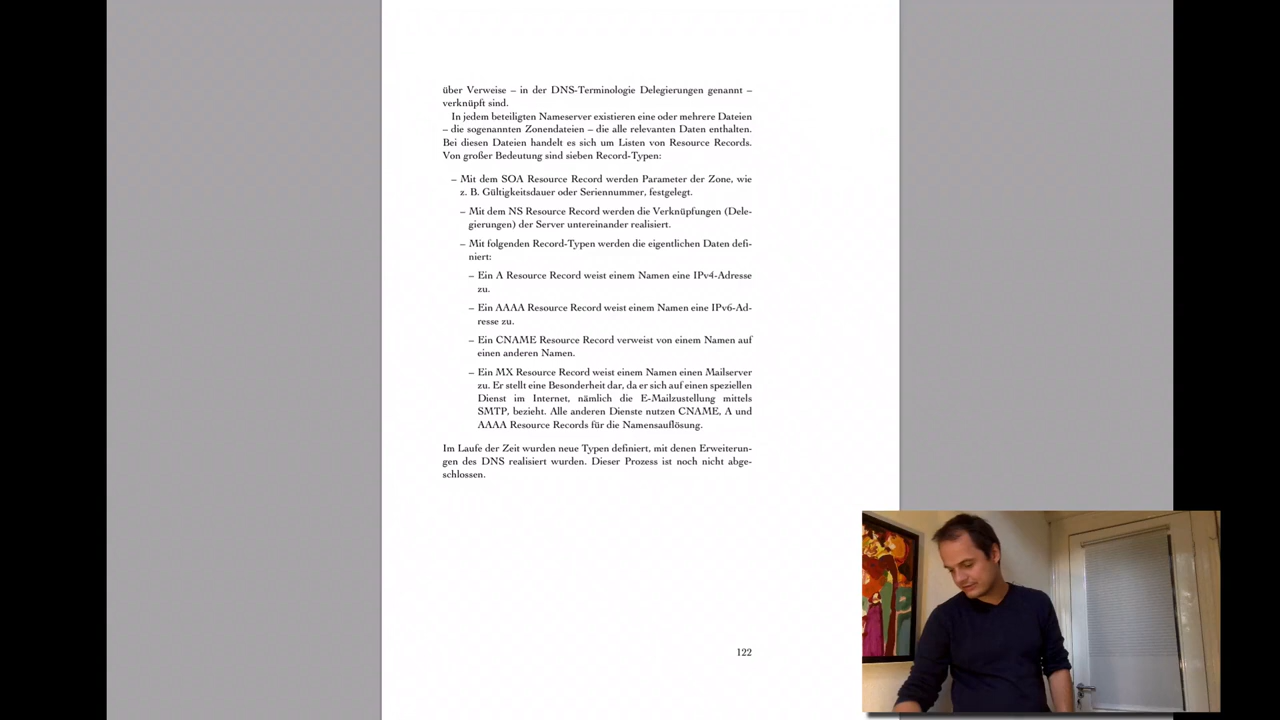 über Verweise – in der DNS-Terminologie Delegierungen genannt –
verknüpft sind.
In jedem beteiligten Nameserver existieren eine oder mehrere Dateien
– die sogenannten Zonendateien – die alle relevanten Daten enthalten.
Bei diesen Dateien handelt es sich um Listen von Resource Records.
Von großer Bedeutung sind sieben Record-Typen:
– Mit dem SOA Resource Record werden Parameter der Zone, wie
z. B. Gültigkeitsdauer oder Seriennummer, festgelegt.
– Mit dem NS Resource Record werden die Verknüpfungen (Dele-
gierungen) der Server untereinander realisiert.
– Mit folgenden Record-Typen werden die eigentlichen Daten defi-
niert:
– Ein A Resource Record weist einem Namen eine IPv4-Adresse
zu.
– Ein AAAA Resource Record weist einem Namen eine IPv6-Ad-
resse zu.
– Ein CNAME Resource Record verweist von einem Namen auf
einen anderen Namen.
– Ein MX Resource Record weist einem Namen einen Mailserver
zu. Er stellt eine Besonderheit dar, da er sich auf einen speziellen
Dienst im Internet, nämlich die E-Mailzustellung mittels
SMTP, bezieht. Alle anderen Dienste nutzen CNAME, A und
AAAA Resource Records für die Namensauflösung.
Im Laufe der Zeit wurden neue Typen definiert, mit denen Erweiterun-
gen des DNS realisiert wurden. Dieser Prozess ist noch nicht abge-
schlossen.
122